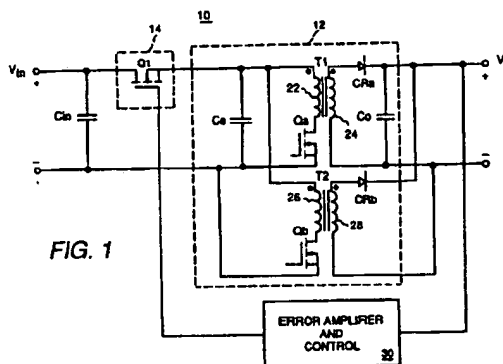 10
14
12
Vin
+
Q1
T1
CRa
V
+
22
24
Cin
Ce
Qa
Co
T2
CRb
26
28
Qb
FIG. 1
ERROR AMPLIFIER
AND
CONTROL
30